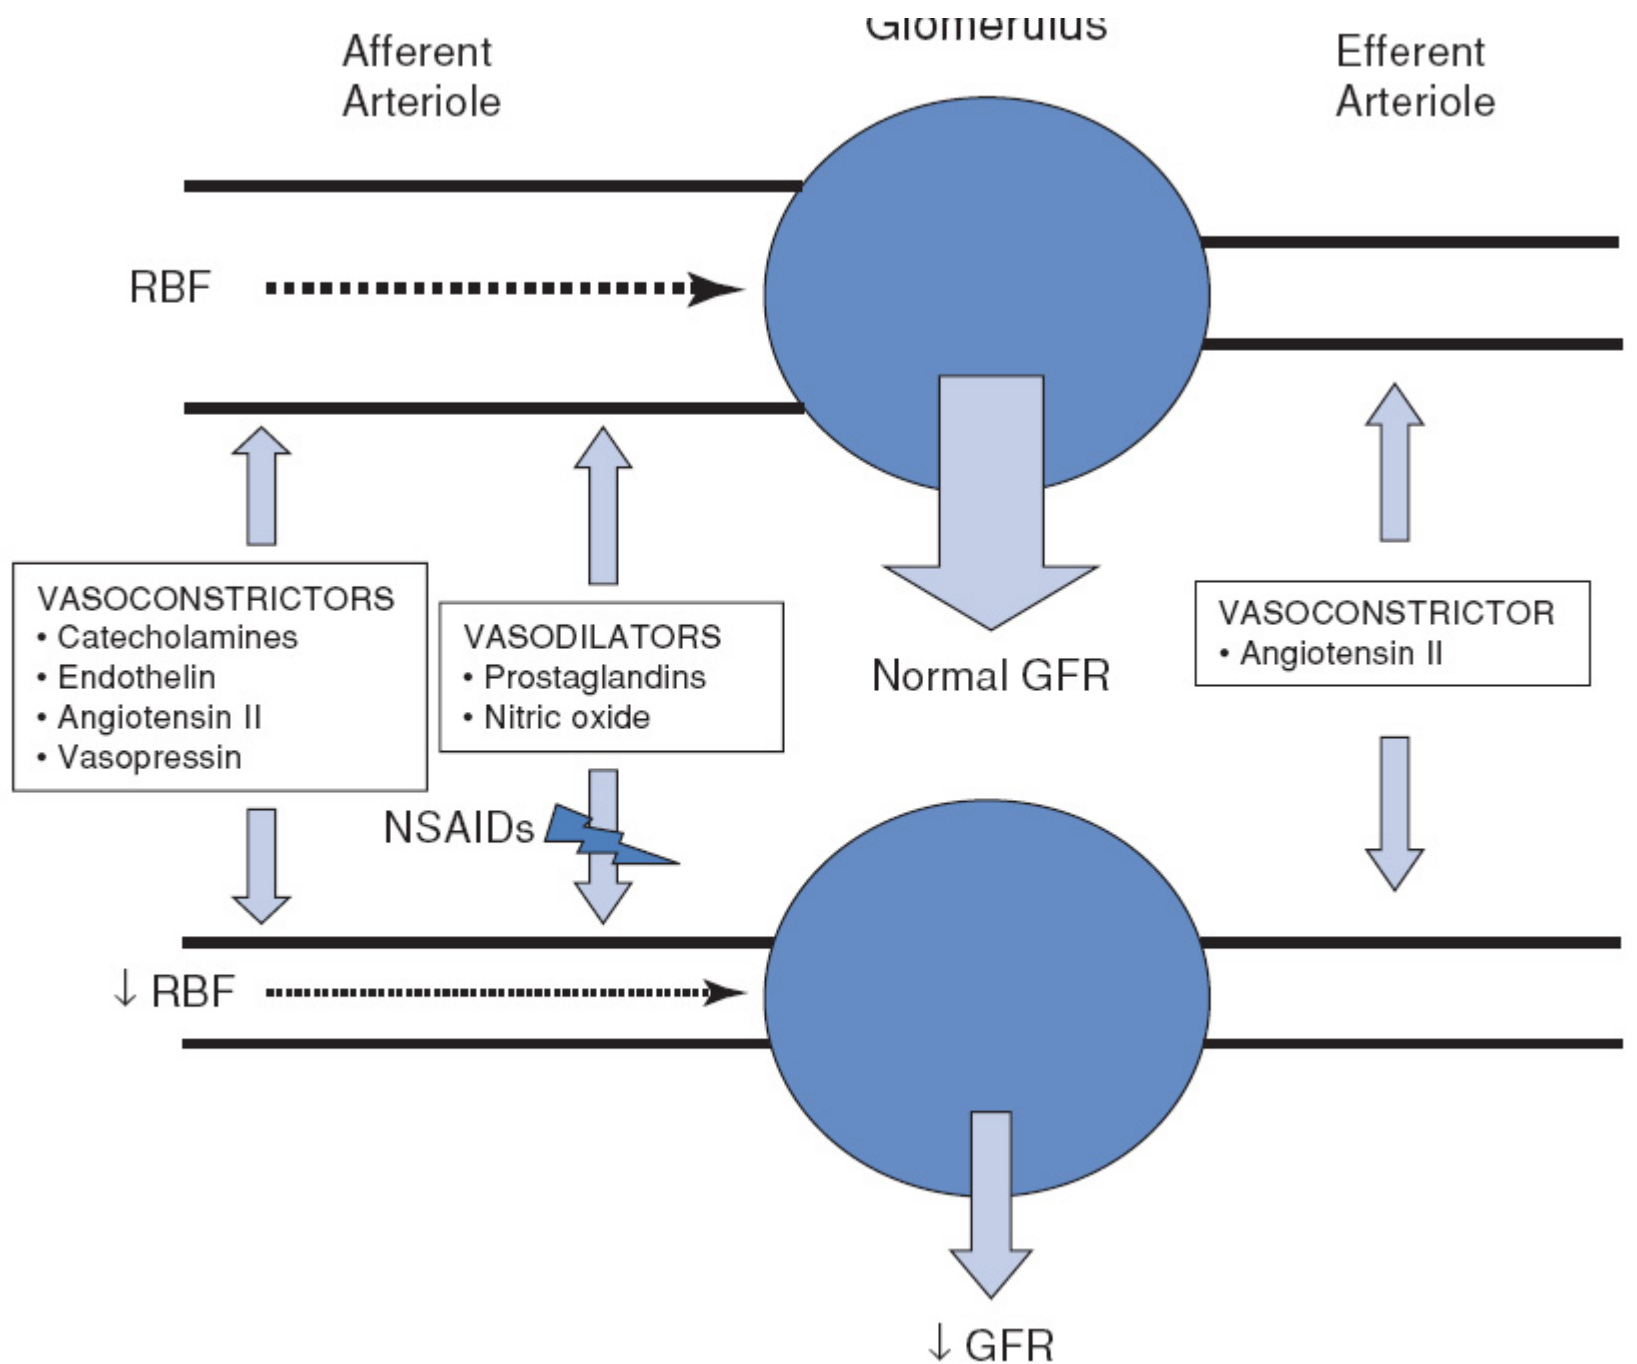 Glomerulus
Afferent
Arteriole
Efferent
Arteriole
RBF
VASOCONSTRICTORS
• Catecholamines
• Endothelin
• Angiotensin II
• Vasopressin
VASODILATORS
• Prostaglandins
• Nitric oxide
Normal GFR
VASOCONSTRICTOR
• Angiotensin II
NSAIDs
↓ RBF
↓ GFR